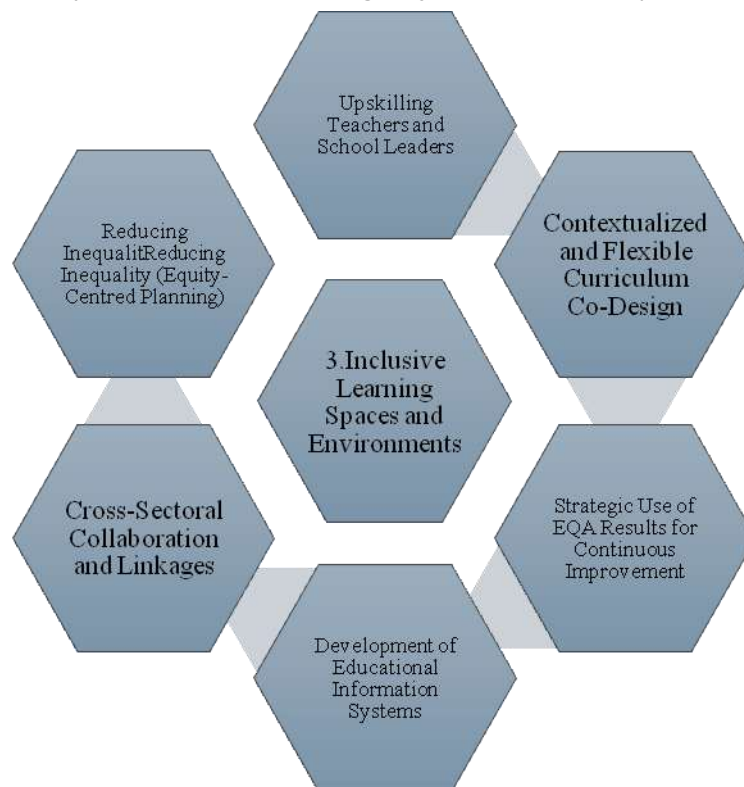 Upskilling
Teachers and
School Leaders
Contextualized
and Flexible
Curriculum
Co-Design
Reducing
InequalitReducing
Inequality (Equity-
Centred Planning)
3.Inclusive
Learning
Spaces and
Environments
Cross-Sectoral
Collaboration
and Linkages
Strategic Use of
EQA Results for
Continuous
Improvement
Development of
Educational
Information
Systems